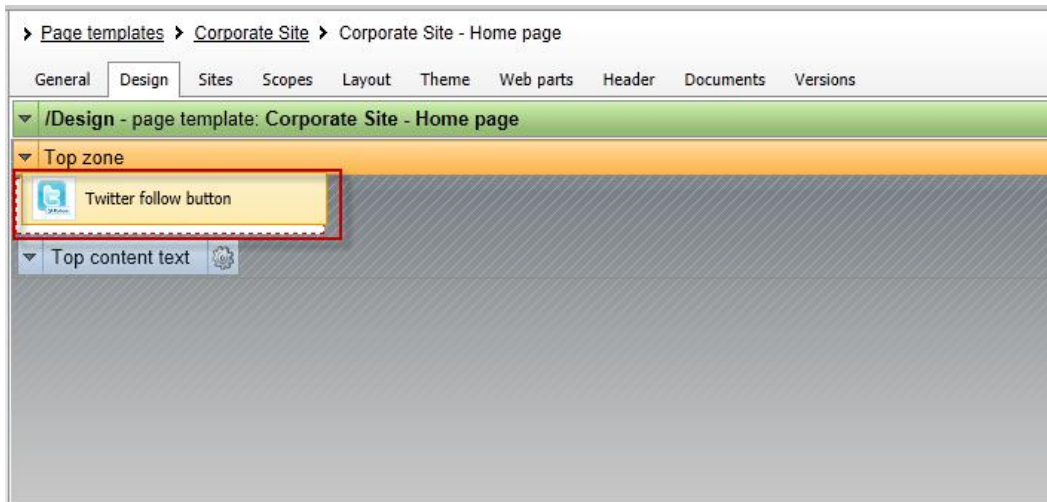 Page templates Corporate Site Corporate Site - Home page
General Design Sites Scopes Layout Theme Web parts Header Documents Versions
/Design - page template: Corporate Site - Home page
Top zone
Twitter follow button
Top content text